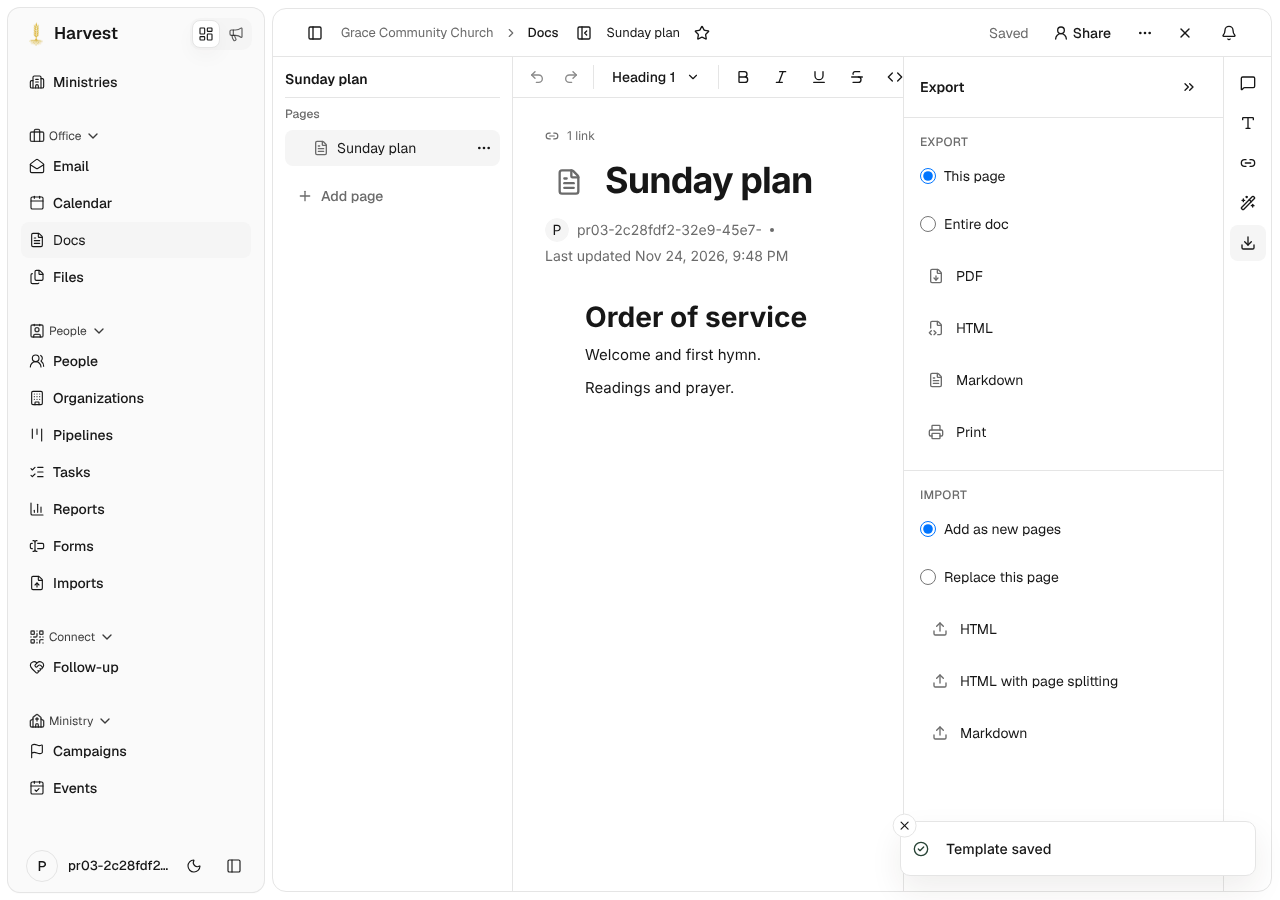 Harvest
Ministries
Office
Email
Calendar
Docs
Files
People
People
Organizations
Pipelines
Tasks
Reports
Forms
Imports
Connect
Follow-up
Ministry
Campaigns
Events
P pr03-2c28fdf2…
Grace Community Church > Docs Sunday plan
Saved Share
Sunday plan
Pages
Sunday plan
Add page
Heading 1 B I U S <>
1 link
Sunday plan
P pr03-2c28fdf2-32e9-45e7- •
Last updated Nov 24, 2026, 9:48 PM
Order of service
Welcome and first hymn.
Readings and prayer.
Export
EXPORT
This page
Entire doc
PDF
HTML
Markdown
Print
IMPORT
Add as new pages
Replace this page
HTML
HTML with page splitting
Markdown
Template saved